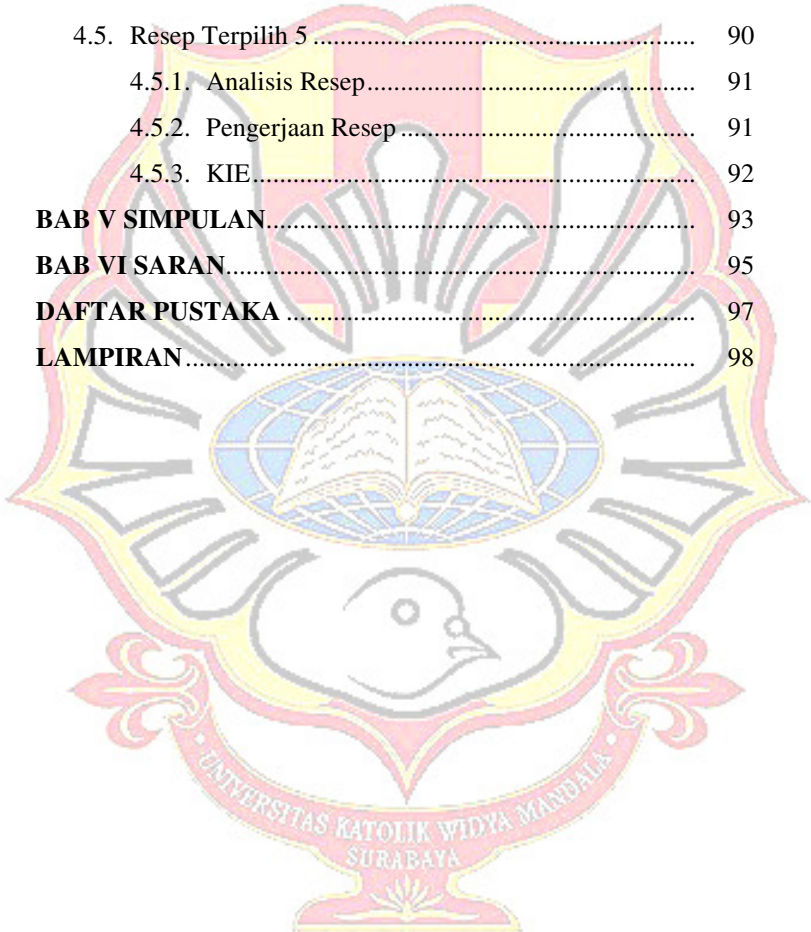 4.5. Resep Terpilih 5 ................................................................ 90
4.5.1. Analisis Resep ....................................................... 91
4.5.2. Pengerjaan Resep ................................................. 91
4.5.3. KIE .......................................................................... 92
BAB V SIMPULAN ........................................................................ 93
BAB VI SARAN .............................................................................. 95
DAFTAR PUSTAKA .................................................................... 97
LAMPIRAN ..................................................................................... 98
UNIVERSITAS KATOLIK WIDYA MANDALA
SURABAYA